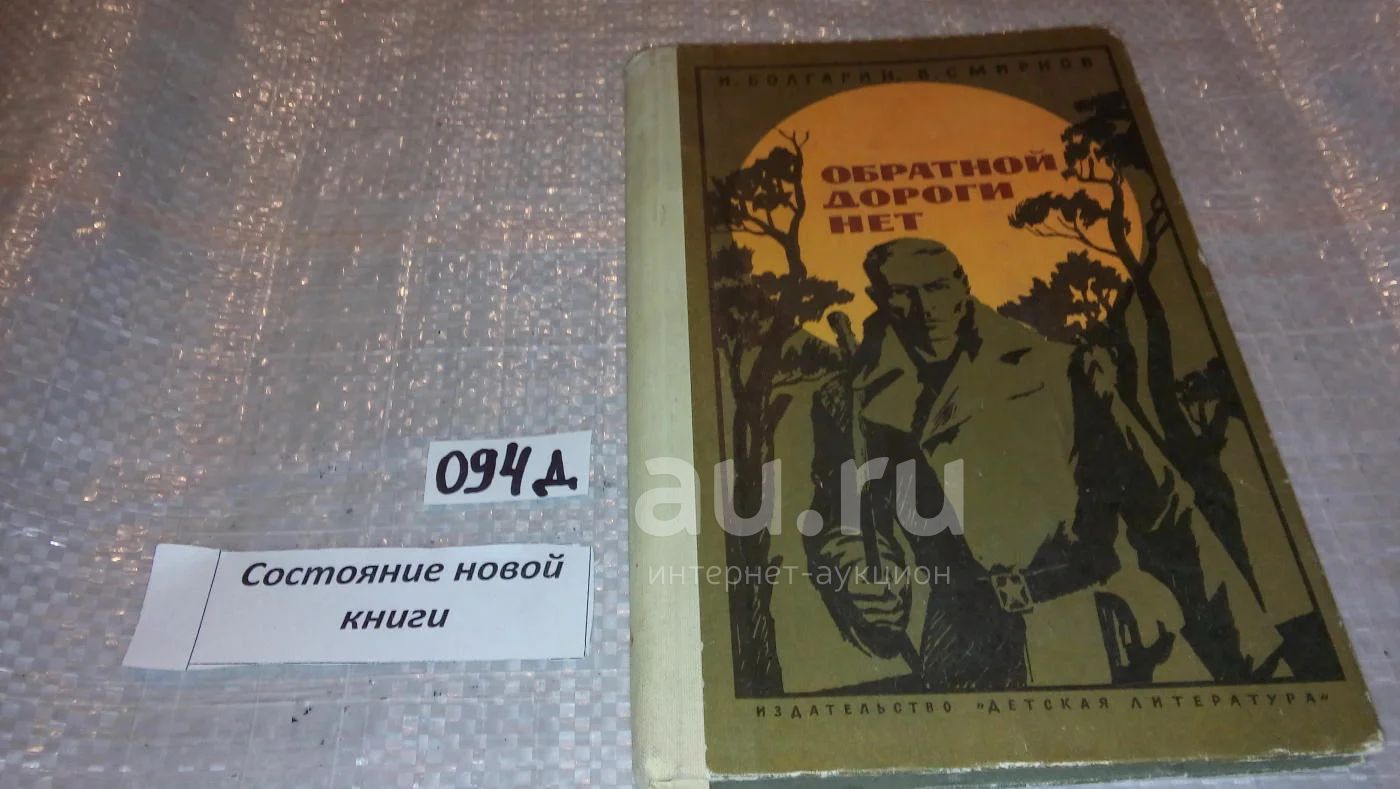 И. БОЛГАРИН, В. СМИРНОВ
ОБРАТНОЙ
ДОРОГИ
НЕТ
094д
Состояние новой
книги
au.ru
интернет-аукцион
ИЗДАТЕЛЬСТВО "ДЕТСКАЯ ЛИТЕРАТУРА"